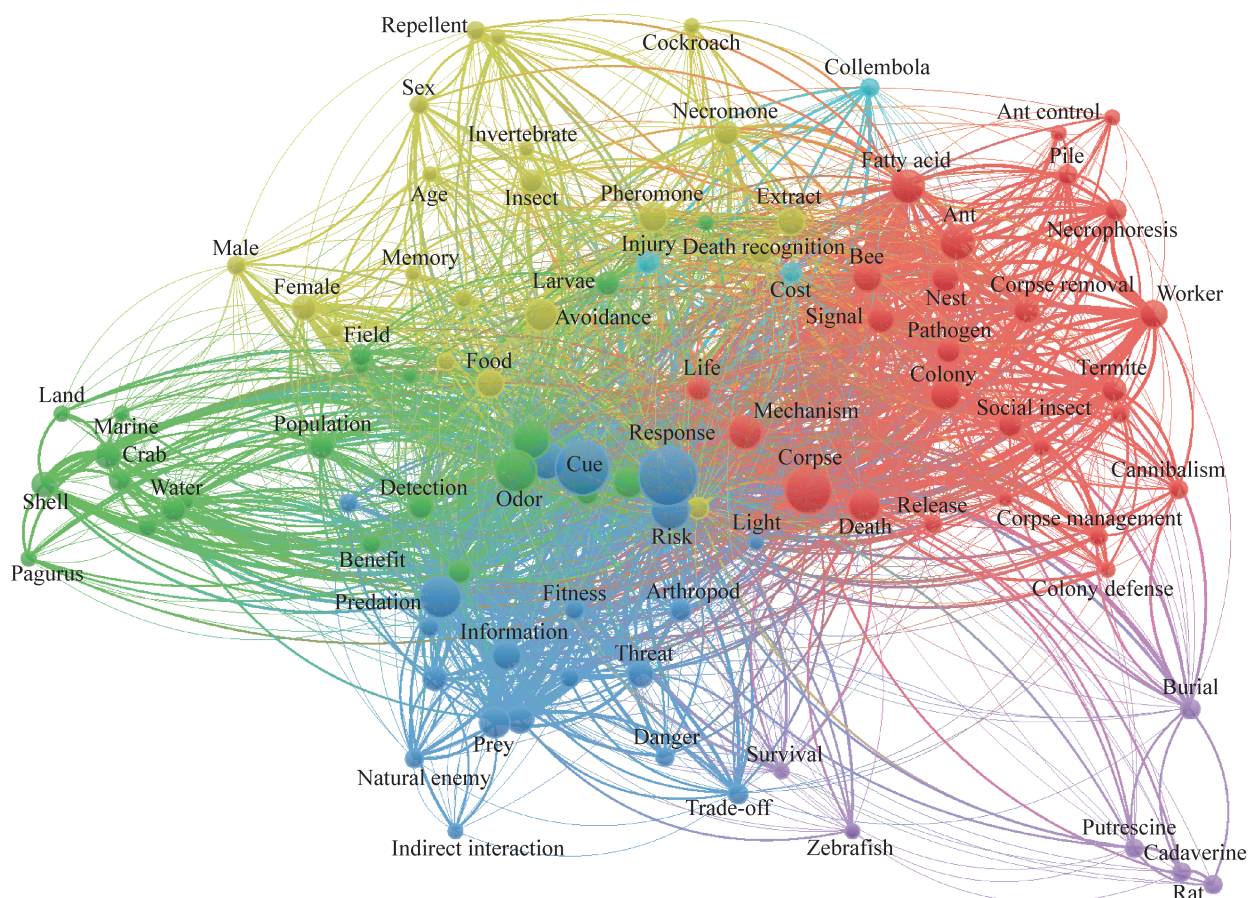 Repellent
Cockroach
Collembola
Sex
Necromone
Ant control
Invertebrate
Pile
Fatty acid
Age
Insect
Pheromone
Extract
Ant
Necrophoresis
Male
Memory
Injury
Death recognition
Bee
Female
Larvae
Cost
Nest
Corpse removal
Worker
Field
Avoidance
Signal
Pathogen
Food
Life
Colony
Termite
Land
Marine
Population
Mechanism
Social insect
Crab
Response
Corpse
Cannibalism
Shell
Water
Detection
Odor
Cue
Risk
Light
Death
Release
Corpse management
Pagurus
Benefit
Predation
Fitness
Arthropod
Colony defense
Information
Threat
Burial
Prey
Danger
Survival
Natural enemy
Trade-off
Indirect interaction
Zebrafish
Putrescine
Cadaverine
Rat